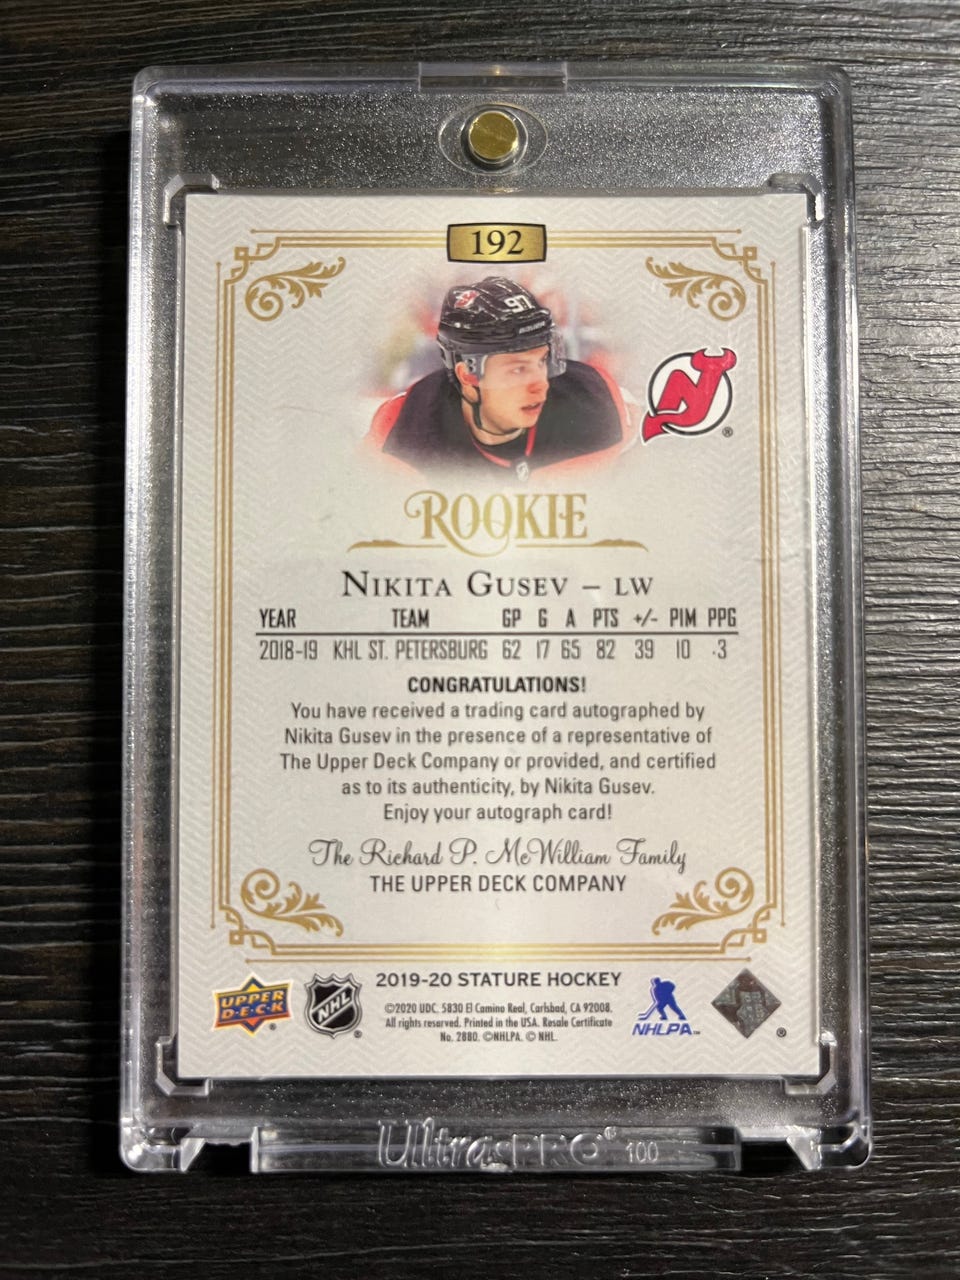 192
97
BAUER
®
ROOKIE
NIKITA GUSEV – LW
YEAR TEAM GP G A PTS +/- PIM PPG
2018-19 KHL ST. PETERSBURG 62 17 65 82 39 10 3
CONGRATULATIONS!
You have received a trading card autographed by
Nikita Gusev in the presence of a representative of
The Upper Deck Company or provided, and certified
as to its authenticity, by Nikita Gusev.
Enjoy your autograph card!
The Richard P. McWilliam Family
THE UPPER DECK COMPANY
2019-20 STATURE HOCKEY
UPPER
D·E·C·K ®
NHL ®
©2020 UDC. 5830 El Camino Real, Carlsbad, CA 92008.
All rights reserved. Printed in the USA. Resale Certificate
No. 2880. ©NHLPA. © NHL.
NHLPA™
®
Ultra·PRO® 100